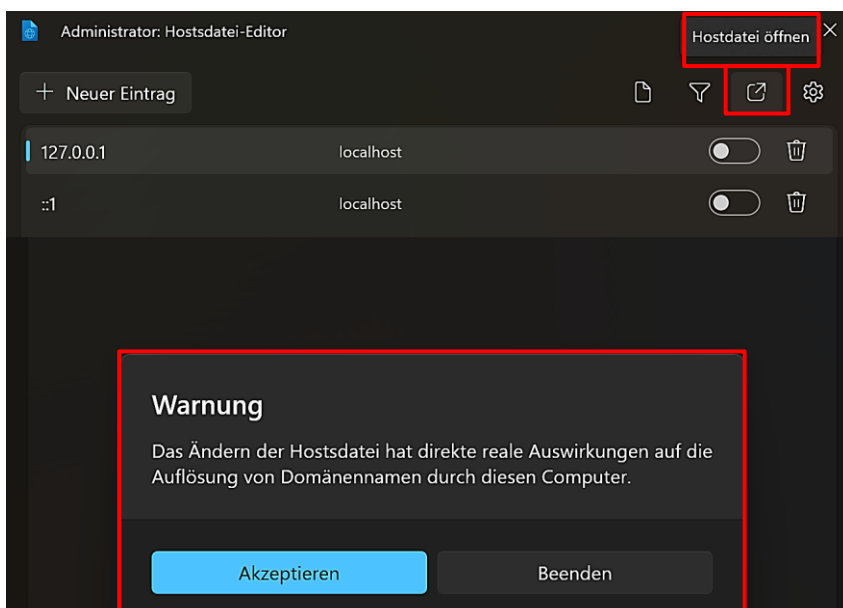 Administrator: Hostsdatei-Editor
Hostdatei öffnen
Neuer Eintrag
127.0.0.1 localhost
::1 localhost
Warnung
Das Ändern der Hostsdatei hat direkte reale Auswirkungen auf die
Auflösung von Domänennamen durch diesen Computer.
Akzeptieren Beenden